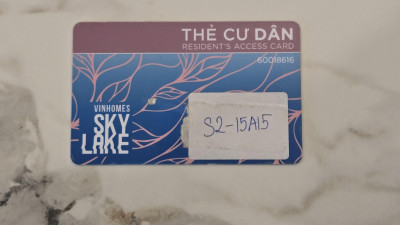 THẺ CƯ DÂN
RESIDENT'S ACCESS CARD
60018616
VINHOMES
SKY
LAKE
S2-15A15